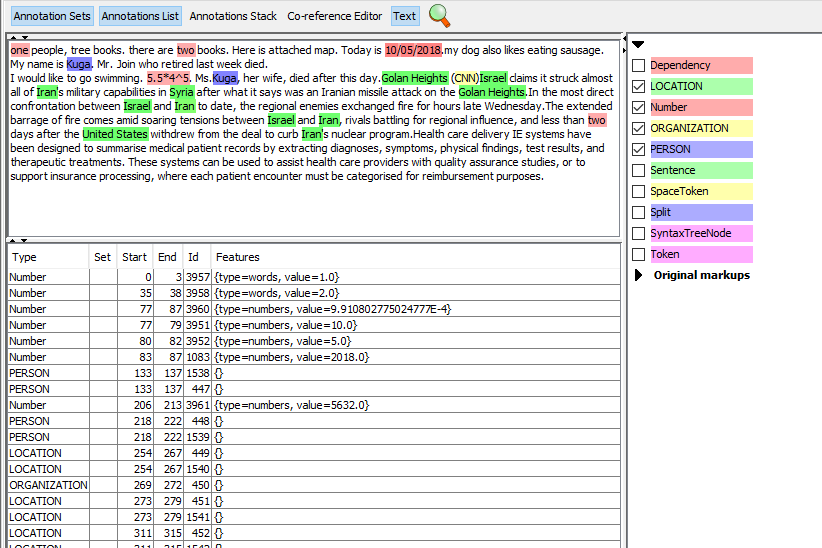 Annotation Sets Annotations List Annotations Stack Co-reference Editor Text
one people, tree books. there are two books. Here is attached map. Today is 10/05/2018.my dog also likes eating sausage.
My name is Kuga. Mr. Join who retired last week died.
I would like to go swimming. 5.5*4^5. Ms.Kuga, her wife, died after this day.Golan Heights (CNN)Israel claims it struck almost
all of Iran's military capabilities in Syria after what it says was an Iranian missile attack on the Golan Heights.In the most direct
confrontation between Israel and Iran to date, the regional enemies exchanged fire for hours late Wednesday.The extended
barrage of fire comes amid soaring tensions between Israel and Iran, rivals battling for regional influence, and less than two
days after the United States withdrew from the deal to curb Iran's nuclear program.Health care delivery IE systems have
been designed to summarise medical patient records by extracting diagnoses, symptoms, physical findings, test results, and
therapeutic treatments. These systems can be used to assist health care providers with quality assurance studies, or to
support insurance processing, where each patient encounter must be categorised for reimbursement purposes.
Type Set Start End Id Features
Number 0 3 3957 {type=words, value=1.0}
Number 35 38 3958 {type=words, value=2.0}
Number 77 87 3960 {type=numbers, value=9.910802775024777E-4}
Number 77 79 3951 {type=numbers, value=10.0}
Number 80 82 3952 {type=numbers, value=5.0}
Number 83 87 1083 {type=numbers, value=2018.0}
PERSON 133 137 1538 {}
PERSON 133 137 447 {}
Number 206 213 3961 {type=numbers, value=5632.0}
PERSON 218 222 448 {}
PERSON 218 222 1539 {}
LOCATION 254 267 449 {}
LOCATION 254 267 1540 {}
ORGANIZATION 269 272 450 {}
LOCATION 273 279 451 {}
LOCATION 273 279 1541 {}
LOCATION 311 315 452 {}
LOCATION 311 315 1542 {}
Dependency
LOCATION
Number
ORGANIZATION
PERSON
Sentence
SpaceToken
Split
SyntaxTreeNode
Token
Original markups